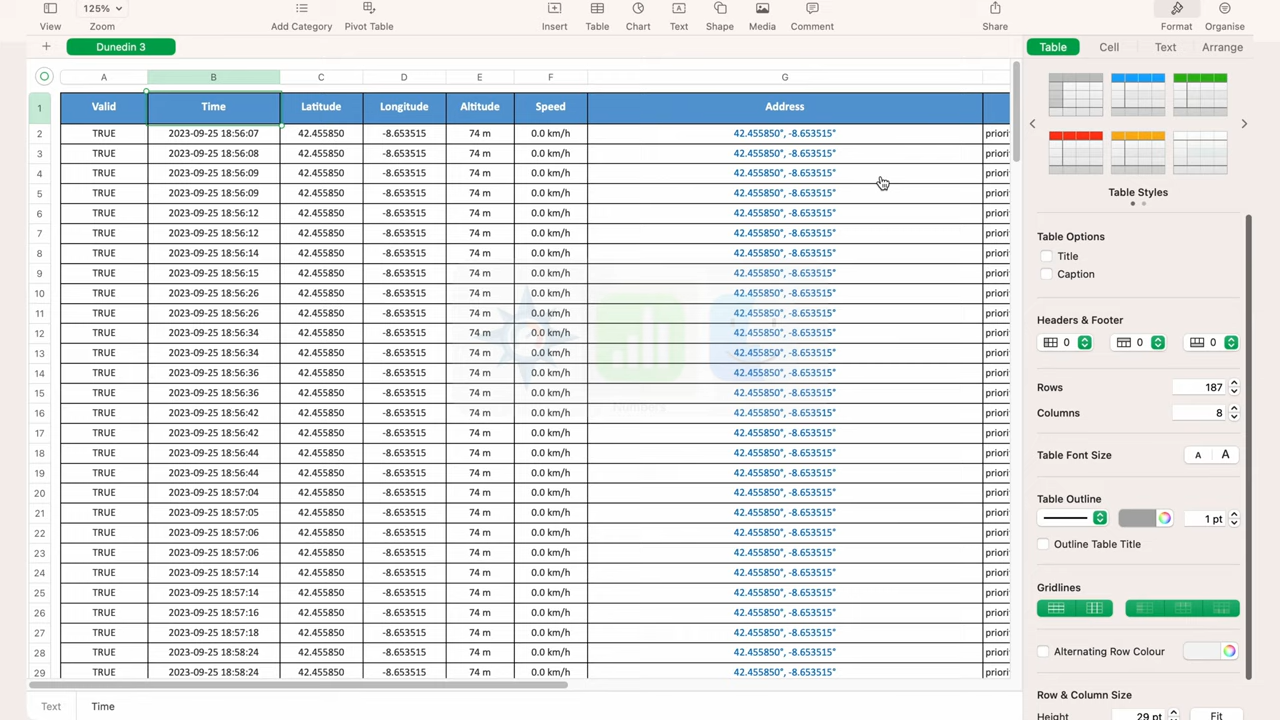 125%
View Zoom Add Category Pivot Table Insert Table Chart Text Shape Media Comment Share Format Organise
+ Dunedin 3
Table Cell Text Arrange
A B C D E F G
1 Valid Time Latitude Longitude Altitude Speed Address
2 TRUE 2023-09-25 18:56:07 42.455850 -8.653515 74 m 0.0 km/h 42.455850°, -8.653515° priori
3 TRUE 2023-09-25 18:56:08 42.455850 -8.653515 74 m 0.0 km/h 42.455850°, -8.653515° priori
4 TRUE 2023-09-25 18:56:09 42.455850 -8.653515 74 m 0.0 km/h 42.455850°, -8.653515° priori
5 TRUE 2023-09-25 18:56:09 42.455850 -8.653515 74 m 0.0 km/h 42.455850°, -8.653515° priori
6 TRUE 2023-09-25 18:56:12 42.455850 -8.653515 74 m 0.0 km/h 42.455850°, -8.653515° priori
7 TRUE 2023-09-25 18:56:12 42.455850 -8.653515 74 m 0.0 km/h 42.455850°, -8.653515° priori
8 TRUE 2023-09-25 18:56:14 42.455850 -8.653515 74 m 0.0 km/h 42.455850°, -8.653515° priori
9 TRUE 2023-09-25 18:56:15 42.455850 -8.653515 74 m 0.0 km/h 42.455850°, -8.653515° priori
10 TRUE 2023-09-25 18:56:26 42.455850 -8.653515 74 m 0.0 km/h 42.455850°, -8.653515° priori
11 TRUE 2023-09-25 18:56:26 42.455850 -8.653515 74 m 0.0 km/h 42.455850°, -8.653515° priori
12 TRUE 2023-09-25 18:56:34 42.455850 -8.653515 74 m 0.0 km/h 42.455850°, -8.653515° priori
13 TRUE 2023-09-25 18:56:34 42.455850 -8.653515 74 m 0.0 km/h 42.455850°, -8.653515° priori
14 TRUE 2023-09-25 18:56:36 42.455850 -8.653515 74 m 0.0 km/h 42.455850°, -8.653515° priori
15 TRUE 2023-09-25 18:56:36 42.455850 -8.653515 74 m 0.0 km/h 42.455850°, -8.653515° priori
16 TRUE 2023-09-25 18:56:42 42.455850 -8.653515 74 m 0.0 km/h 42.455850°, -8.653515° priori
Numbers
17 TRUE 2023-09-25 18:56:42 42.455850 -8.653515 74 m 0.0 km/h 42.455850°, -8.653515° priori
18 TRUE 2023-09-25 18:56:44 42.455850 -8.653515 74 m 0.0 km/h 42.455850°, -8.653515° priori
19 TRUE 2023-09-25 18:56:44 42.455850 -8.653515 74 m 0.0 km/h 42.455850°, -8.653515° priori
20 TRUE 2023-09-25 18:57:04 42.455850 -8.653515 74 m 0.0 km/h 42.455850°, -8.653515° priori
21 TRUE 2023-09-25 18:57:05 42.455850 -8.653515 74 m 0.0 km/h 42.455850°, -8.653515° priori
22 TRUE 2023-09-25 18:57:06 42.455850 -8.653515 74 m 0.0 km/h 42.455850°, -8.653515° priori
23 TRUE 2023-09-25 18:57:06 42.455850 -8.653515 74 m 0.0 km/h 42.455850°, -8.653515° priori
24 TRUE 2023-09-25 18:57:14 42.455850 -8.653515 74 m 0.0 km/h 42.455850°, -8.653515° priori
25 TRUE 2023-09-25 18:57:14 42.455850 -8.653515 74 m 0.0 km/h 42.455850°, -8.653515° priori
26 TRUE 2023-09-25 18:57:16 42.455850 -8.653515 74 m 0.0 km/h 42.455850°, -8.653515° priori
27 TRUE 2023-09-25 18:57:18 42.455850 -8.653515 74 m 0.0 km/h 42.455850°, -8.653515° priori
28 TRUE 2023-09-25 18:58:24 42.455850 -8.653515 74 m 0.0 km/h 42.455850°, -8.653515° priori
29 TRUE 2023-09-25 18:58:24 42.455850 -8.653515 74 m 0.0 km/h 42.455850°, -8.653515° priori
Text Time
Table Styles
Table Options
Title
Caption
Headers & Footer
0 0 0
Rows 187
Columns 8
Table Font Size A A
Table Outline
1 pt
Outline Table Title
Gridlines
Alternating Row Colour
Row & Column Size
Height 29 pt Fit